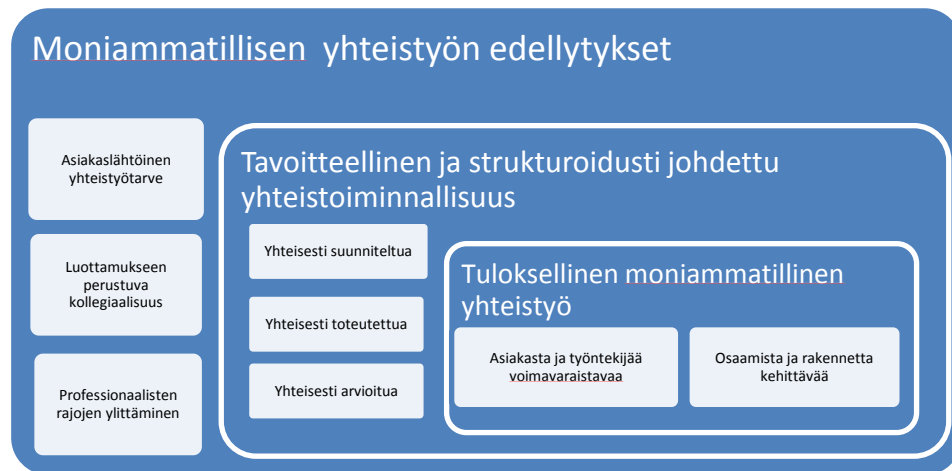 Moniammatillisen yhteistyön edellytykset
Asiakaslähtöinen
yhteistyötarve
Luottamukseen
perustuva
kollegiaalisuus
Professionaalisten
rajojen ylittäminen
Tavoitteellinen ja strukturoidusti johdettu
yhteistoiminnallisuus
Yhteisesti suunniteltua
Yhteisesti toteutettua
Yhteisesti arvioitua
Tuloksellinen moniammatillinen
yhteistyö
Asiakasta ja työntekijää
voimavaraistavaa
Osaamista ja rakennetta
kehittävää